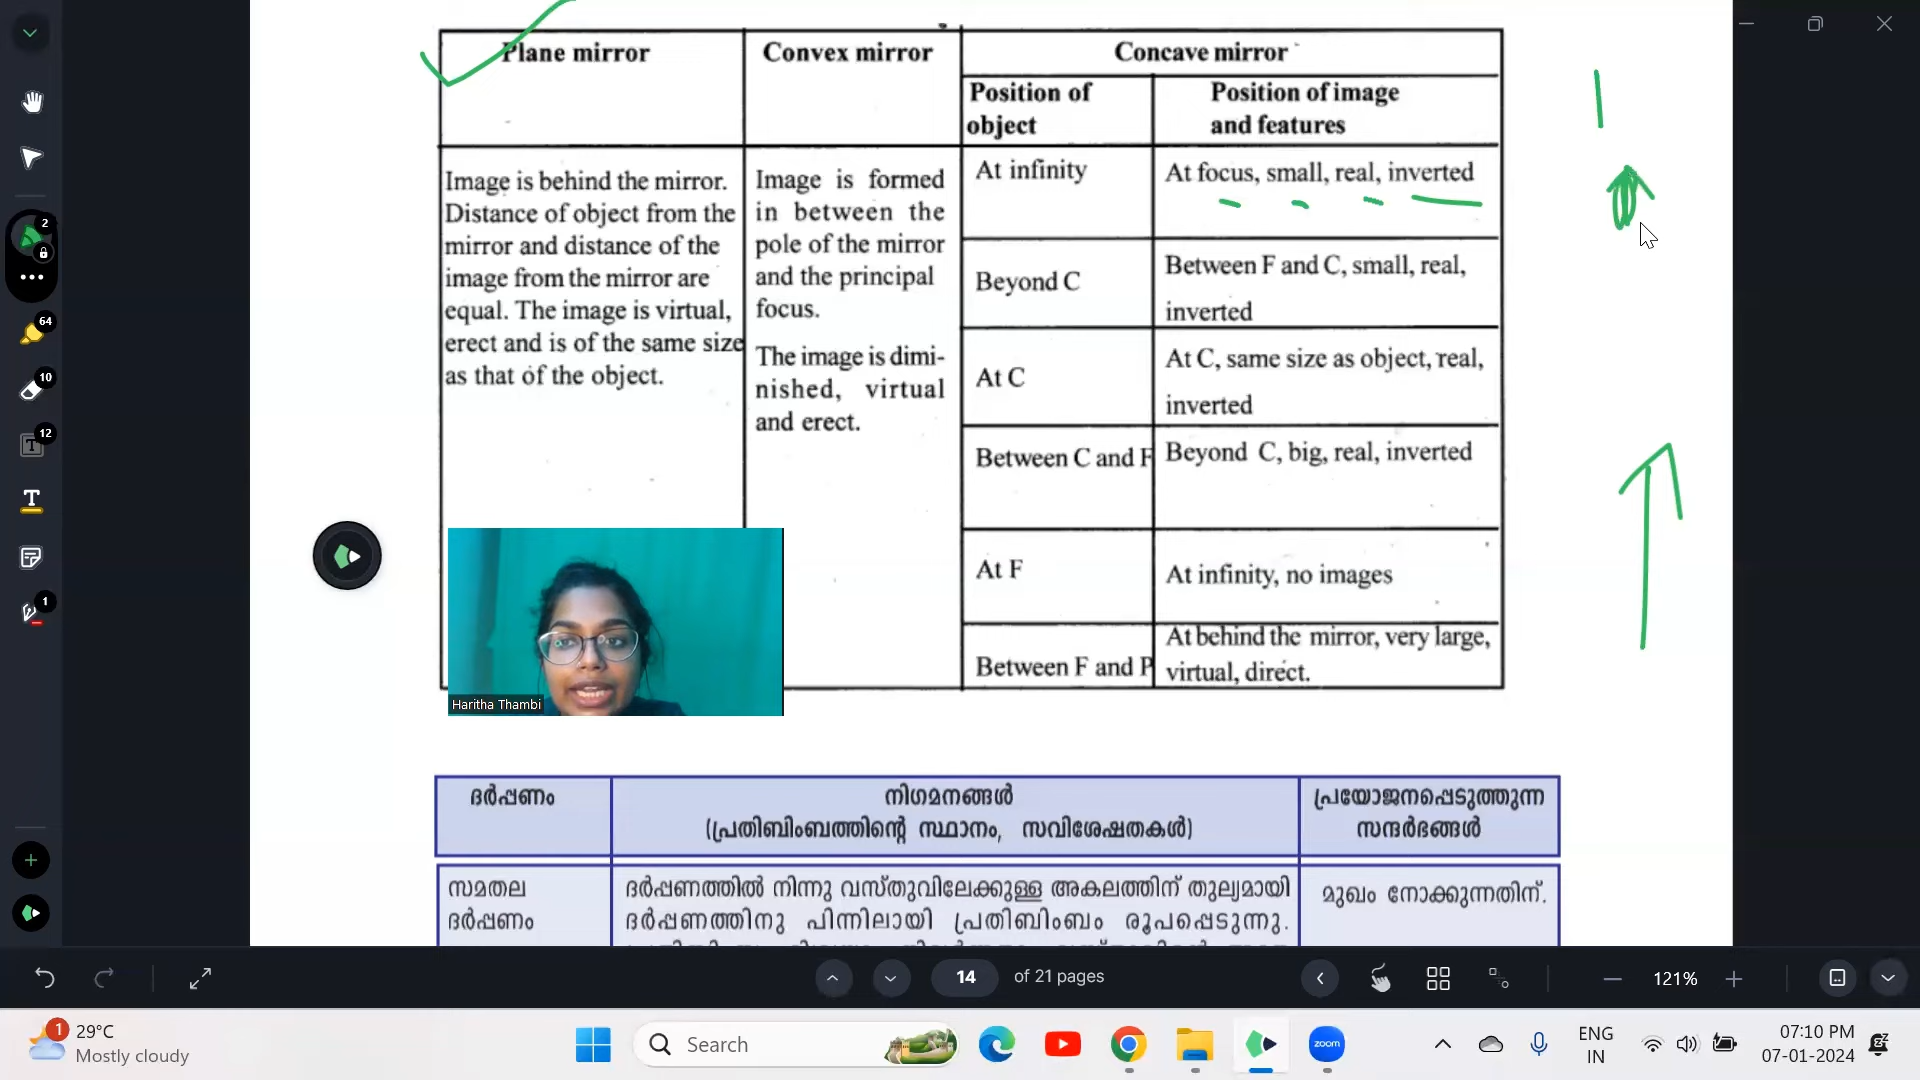 Plane mirror
Convex mirror
Concave mirror
Position of
object
Position of image
and features
Image is behind the mirror.
Distance of object from the
mirror and distance of the
image from the mirror are
equal. The image is virtual,
erect and is of the same size
as that of the object.
Image is formed
in between the
pole of the mirror
and the principal
focus.
The image is dimi-
nished, virtual
and erect.
At infinity
At focus, small, real, inverted
Beyond C
Between F and C, small, real,
inverted
At C
At C, same size as object, real,
inverted
Between C and F
Beyond C, big, real, inverted
At F
At infinity, no images
Between F and P
At behind the mirror, very large,
virtual, direct.
Haritha Thambi
ദർപ്പണം
നിഗമനങ്ങൾ
(പ്രതിബിംബത്തിന്റെ സ്ഥാനം, സവിശേഷതകൾ)
പ്രയോജനപ്പെടുത്തുന്ന
സന്ദർഭങ്ങൾ
സമതല
ദർപ്പണം
ദർപ്പണത്തിൽ നിന്നു വസ്തുവിലേക്കുള്ള അകലത്തിന് തുല്യമായി
ദർപ്പണത്തിനു പിന്നിലായി പ്രതിബിംബം രൂപപ്പെടുന്നു.
മുഖം നോക്കുന്നതിന്.
2
64
10
12
1
14 of 21 pages
121%
1
29°C
Mostly cloudy
Search
zoom
ENG
IN
07:10 PM
07-01-2024